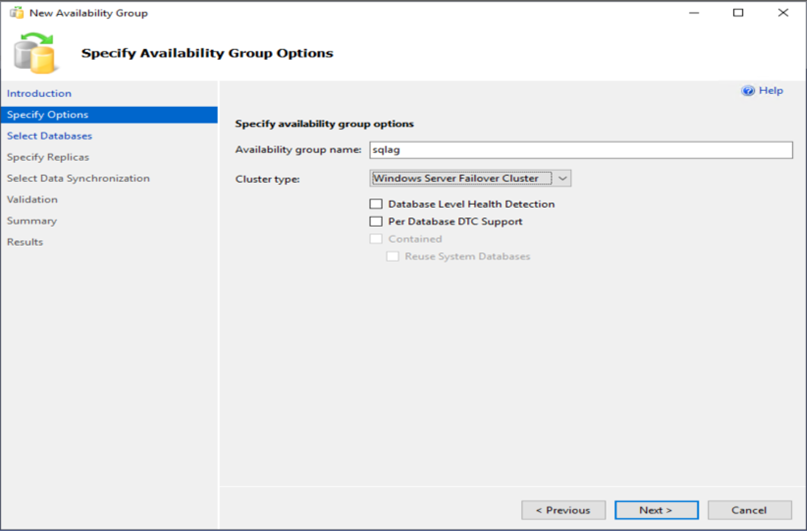 New Availability Group
Specify Availability Group Options
Help
Introduction
Specify Options
Select Databases
Specify Replicas
Select Data Synchronization
Validation
Summary
Results
Specify availability group options
Availability group name: sqlag
Cluster type: Windows Server Failover Cluster
Database Level Health Detection
Per Database DTC Support
Contained
Reuse System Databases
< Previous Next > Cancel